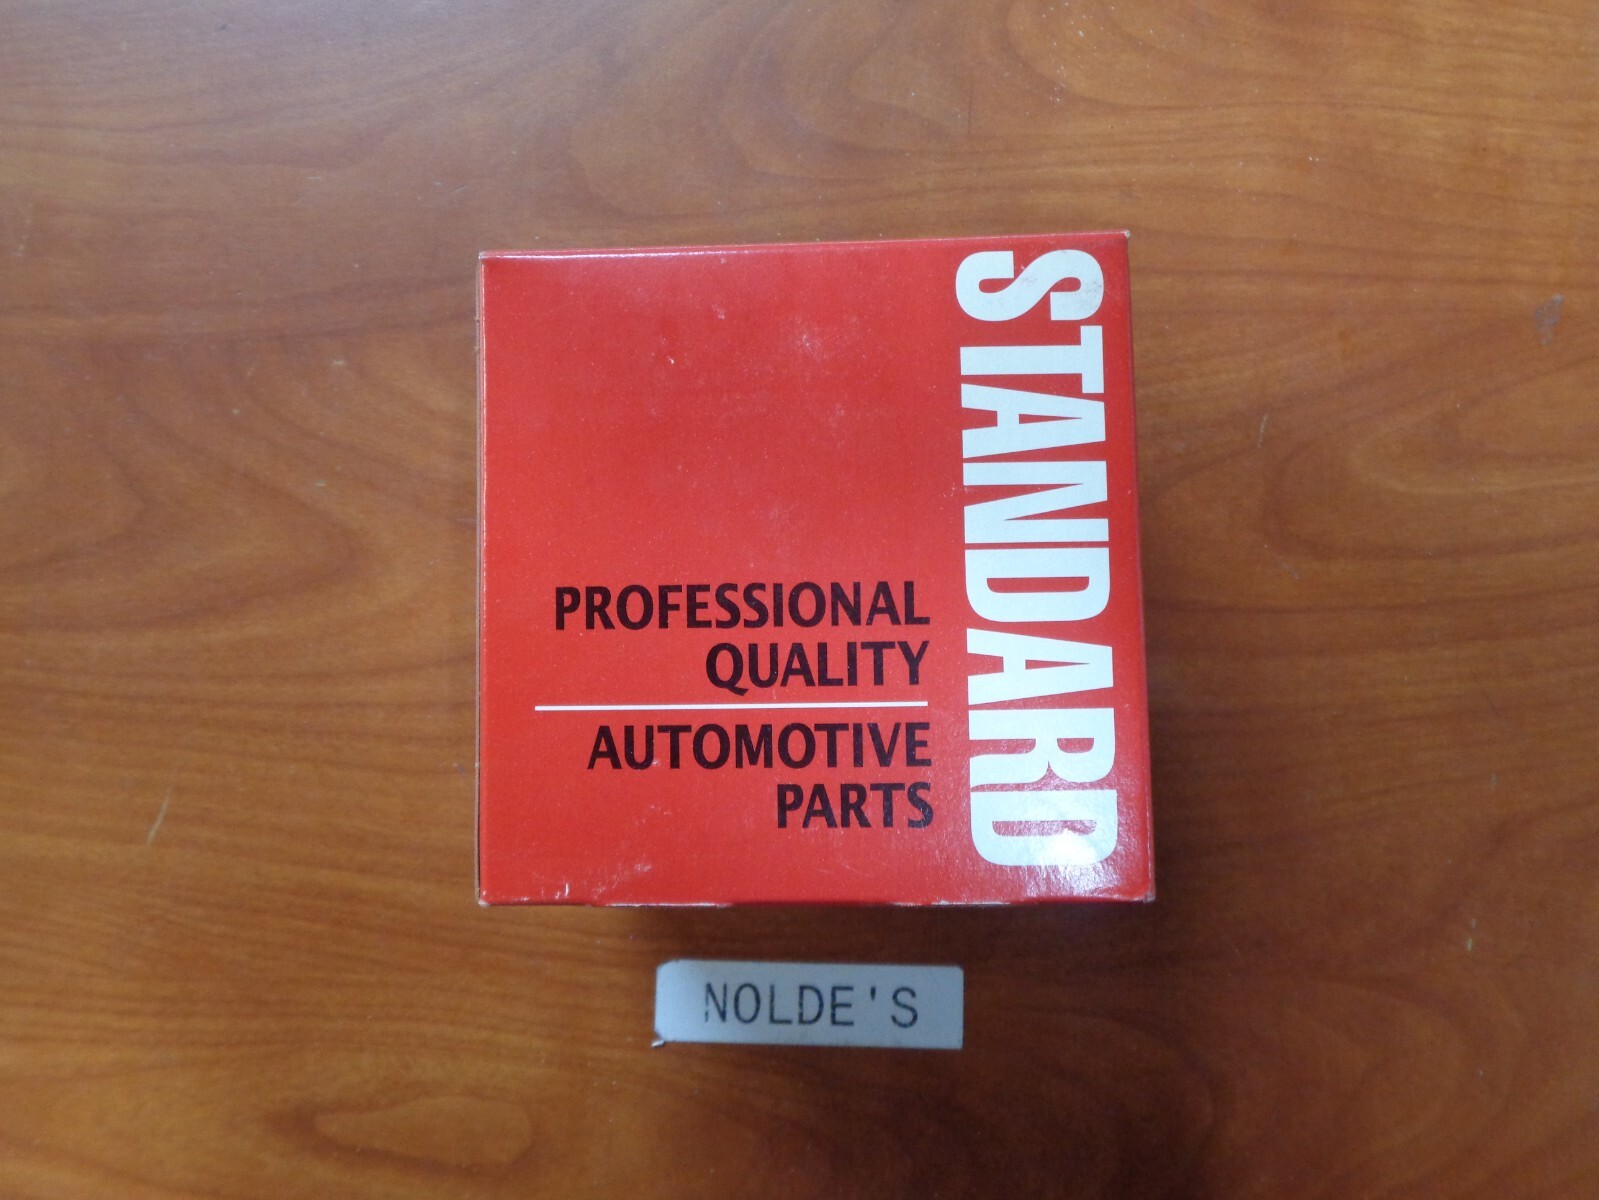 STANDARD
PROFESSIONAL
QUALITY
AUTOMOTIVE
PARTS
NOLDE'S